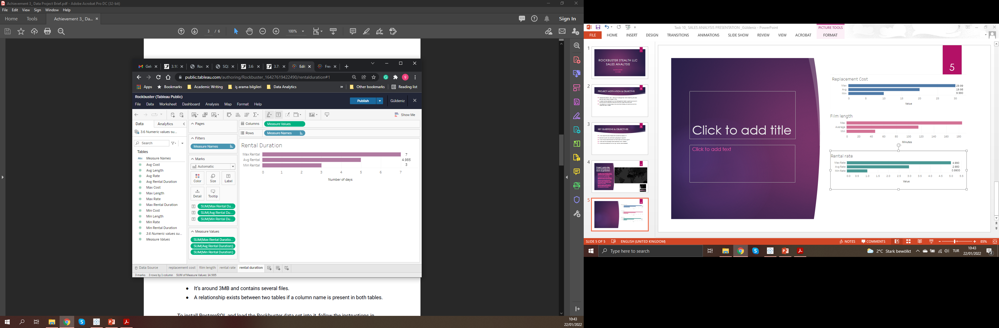 Achievement 3_ Data Project Brief.pdf - Adobe Acrobat Pro DC (32-bit)
File Edit View Sign Window Help
Home Tools Achievement 3_ Da... × Sign In
3 / 6 100%
Gel 3.10 Roc SQL 3.6: 3.7: Edit Free
public.tableau.com/authoring/Rockbuster_16427619422490/rentalduration#1
Apps Bookmarks Academic Writing iş arama bilgileri Data Analytics » Other bookmarks Reading list
Rockbuster (Tableau Public)
File Data Worksheet Dashboard Analysis Map Format Help
Publish Güldeniz
Show Me
Data Analytics
3.6 Numeric values su...
Search
Tables
Abc Measure Names
# Avg Cost
# Avg Length
# Avg Rate
# Avg Rental Duration
# Max Cost
# Max Length
# Max Rate
# Max Rental Duration
# Min Cost
# Min Length
# Min Rate
# Min Rental Duration
# 3.6 Numeric values su...
# Measure Values
Pages
Filters
Measure Names
Marks
Automatic
Color Size Label
Detail Tooltip
SUM(Max Rental Du...
SUM(Avg Rental Du...
SUM(Min Rental Du...
Measure Values
SUM(Max Rental Duratio...
SUM(Avg Rental Duration)
SUM(Min Rental Duration)
Columns Measure Values
Rows Measure Names
Rental Duration
Max Rental 7
Avg Rental 4.985
Min Rental 3
0 1 2 3 4 5 6 7
Number of days
Data Source replacement cost film length rental rate rental duration
3 marks 3 rows by 1 column SUM of Measure Values: 14.985
● It's around 3MB and contains several files.
● A relationship exists between two tables if a column name is present in both tables.
To install PostgreSQL and load the Rockbuster data set into it, follow the instructions in
10:43
22/01/2022
Task 10_ SALES ANALYSIS PRESENTATION _Güldeniz - PowerPoint
PICTURE TOOLS
FILE HOME INSERT DESIGN TRANSITIONS ANIMATIONS SLIDE SHOW REVIEW VIEW ACROBAT FORMAT
1
ROCKBUSTER STEALTH LLC
SALES ANALYSIS
2
PROJECT MOTIVATION & OBJECTIVE
3
KEY QUESTIONS & OBJECTIVES
4
Current world-wide
customer-base and
revenue-generation
5
5
Click to add title
Click to add text
Replacement Cost
Max 29.99
Avg 19.98
Min 9.990
0 5 10 15 20 25 30
Value
Film length
Max
Average
Min
0 20 40 60 80 100 120 140 160 180
Minutes
Rental rate
Max Rate 4.990
Avg Rate 2.980
Min Rate 0.9900
0.0 0.5 1.0 1.5 2.0 2.5 3.0 3.5 4.0 4.5 5.0 5.5
Value
SLIDE 5 OF 5 ENGLISH (UNITED KINGDOM) NOTES COMMENTS 85%
Type here to search
2°C Stark bewölkt TUR
10:43
22/01/2022
2